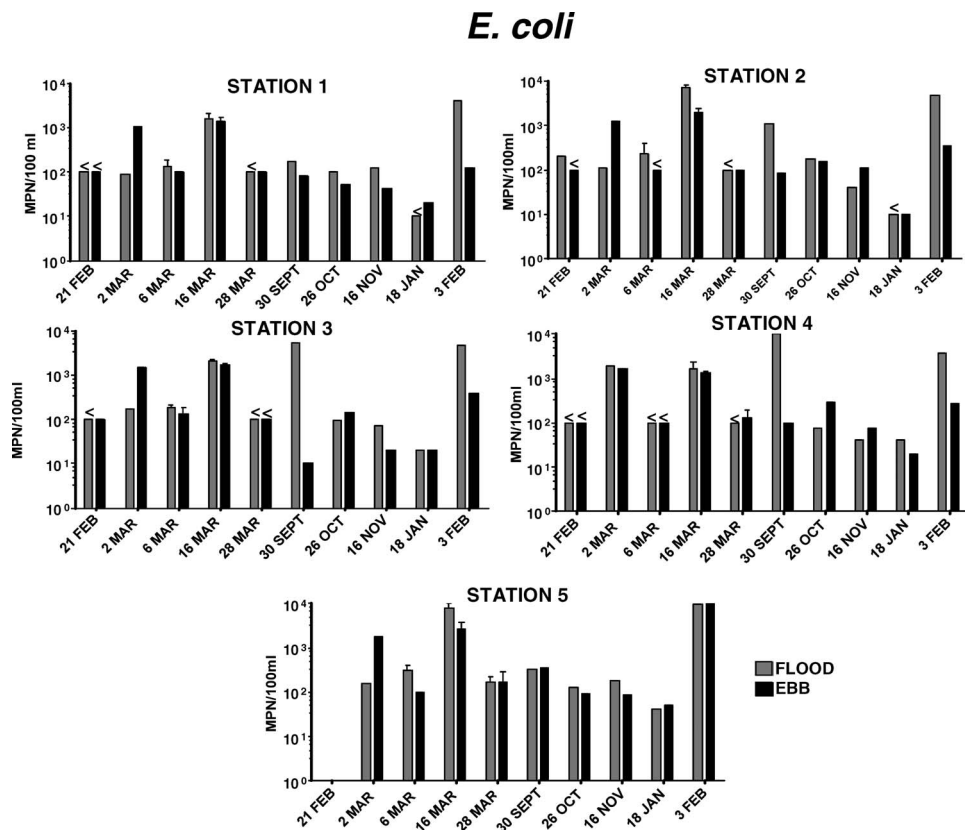 E. coli
STATION 1
MPN/100 ml
10⁴
10³
10²
10¹
10⁰
< < < <
21 FEB
2 MAR
6 MAR
16 MAR
28 MAR
30 SEPT
26 OCT
16 NOV
18 JAN
3 FEB
STATION 2
MPN/100ml
10⁴
10³
10²
10¹
10⁰
< < < <
21 FEB
2 MAR
6 MAR
16 MAR
28 MAR
30 SEPT
26 OCT
16 NOV
18 JAN
3 FEB
STATION 3
MPN/100ml
10⁴
10³
10²
10¹
10⁰
< < <
21 FEB
2 MAR
6 MAR
16 MAR
28 MAR
30 SEPT
26 OCT
16 NOV
18 JAN
3 FEB
STATION 4
MPN/100ml
10⁴
10³
10²
10¹
10⁰
< < < < <
21 FEB
2 MAR
6 MAR
16 MAR
28 MAR
30 SEPT
26 OCT
16 NOV
18 JAN
3 FEB
STATION 5
MPN/100ml
10⁴
10³
10²
10¹
10⁰
21 FEB
2 MAR
6 MAR
16 MAR
28 MAR
30 SEPT
26 OCT
16 NOV
18 JAN
3 FEB
FLOOD
EBB